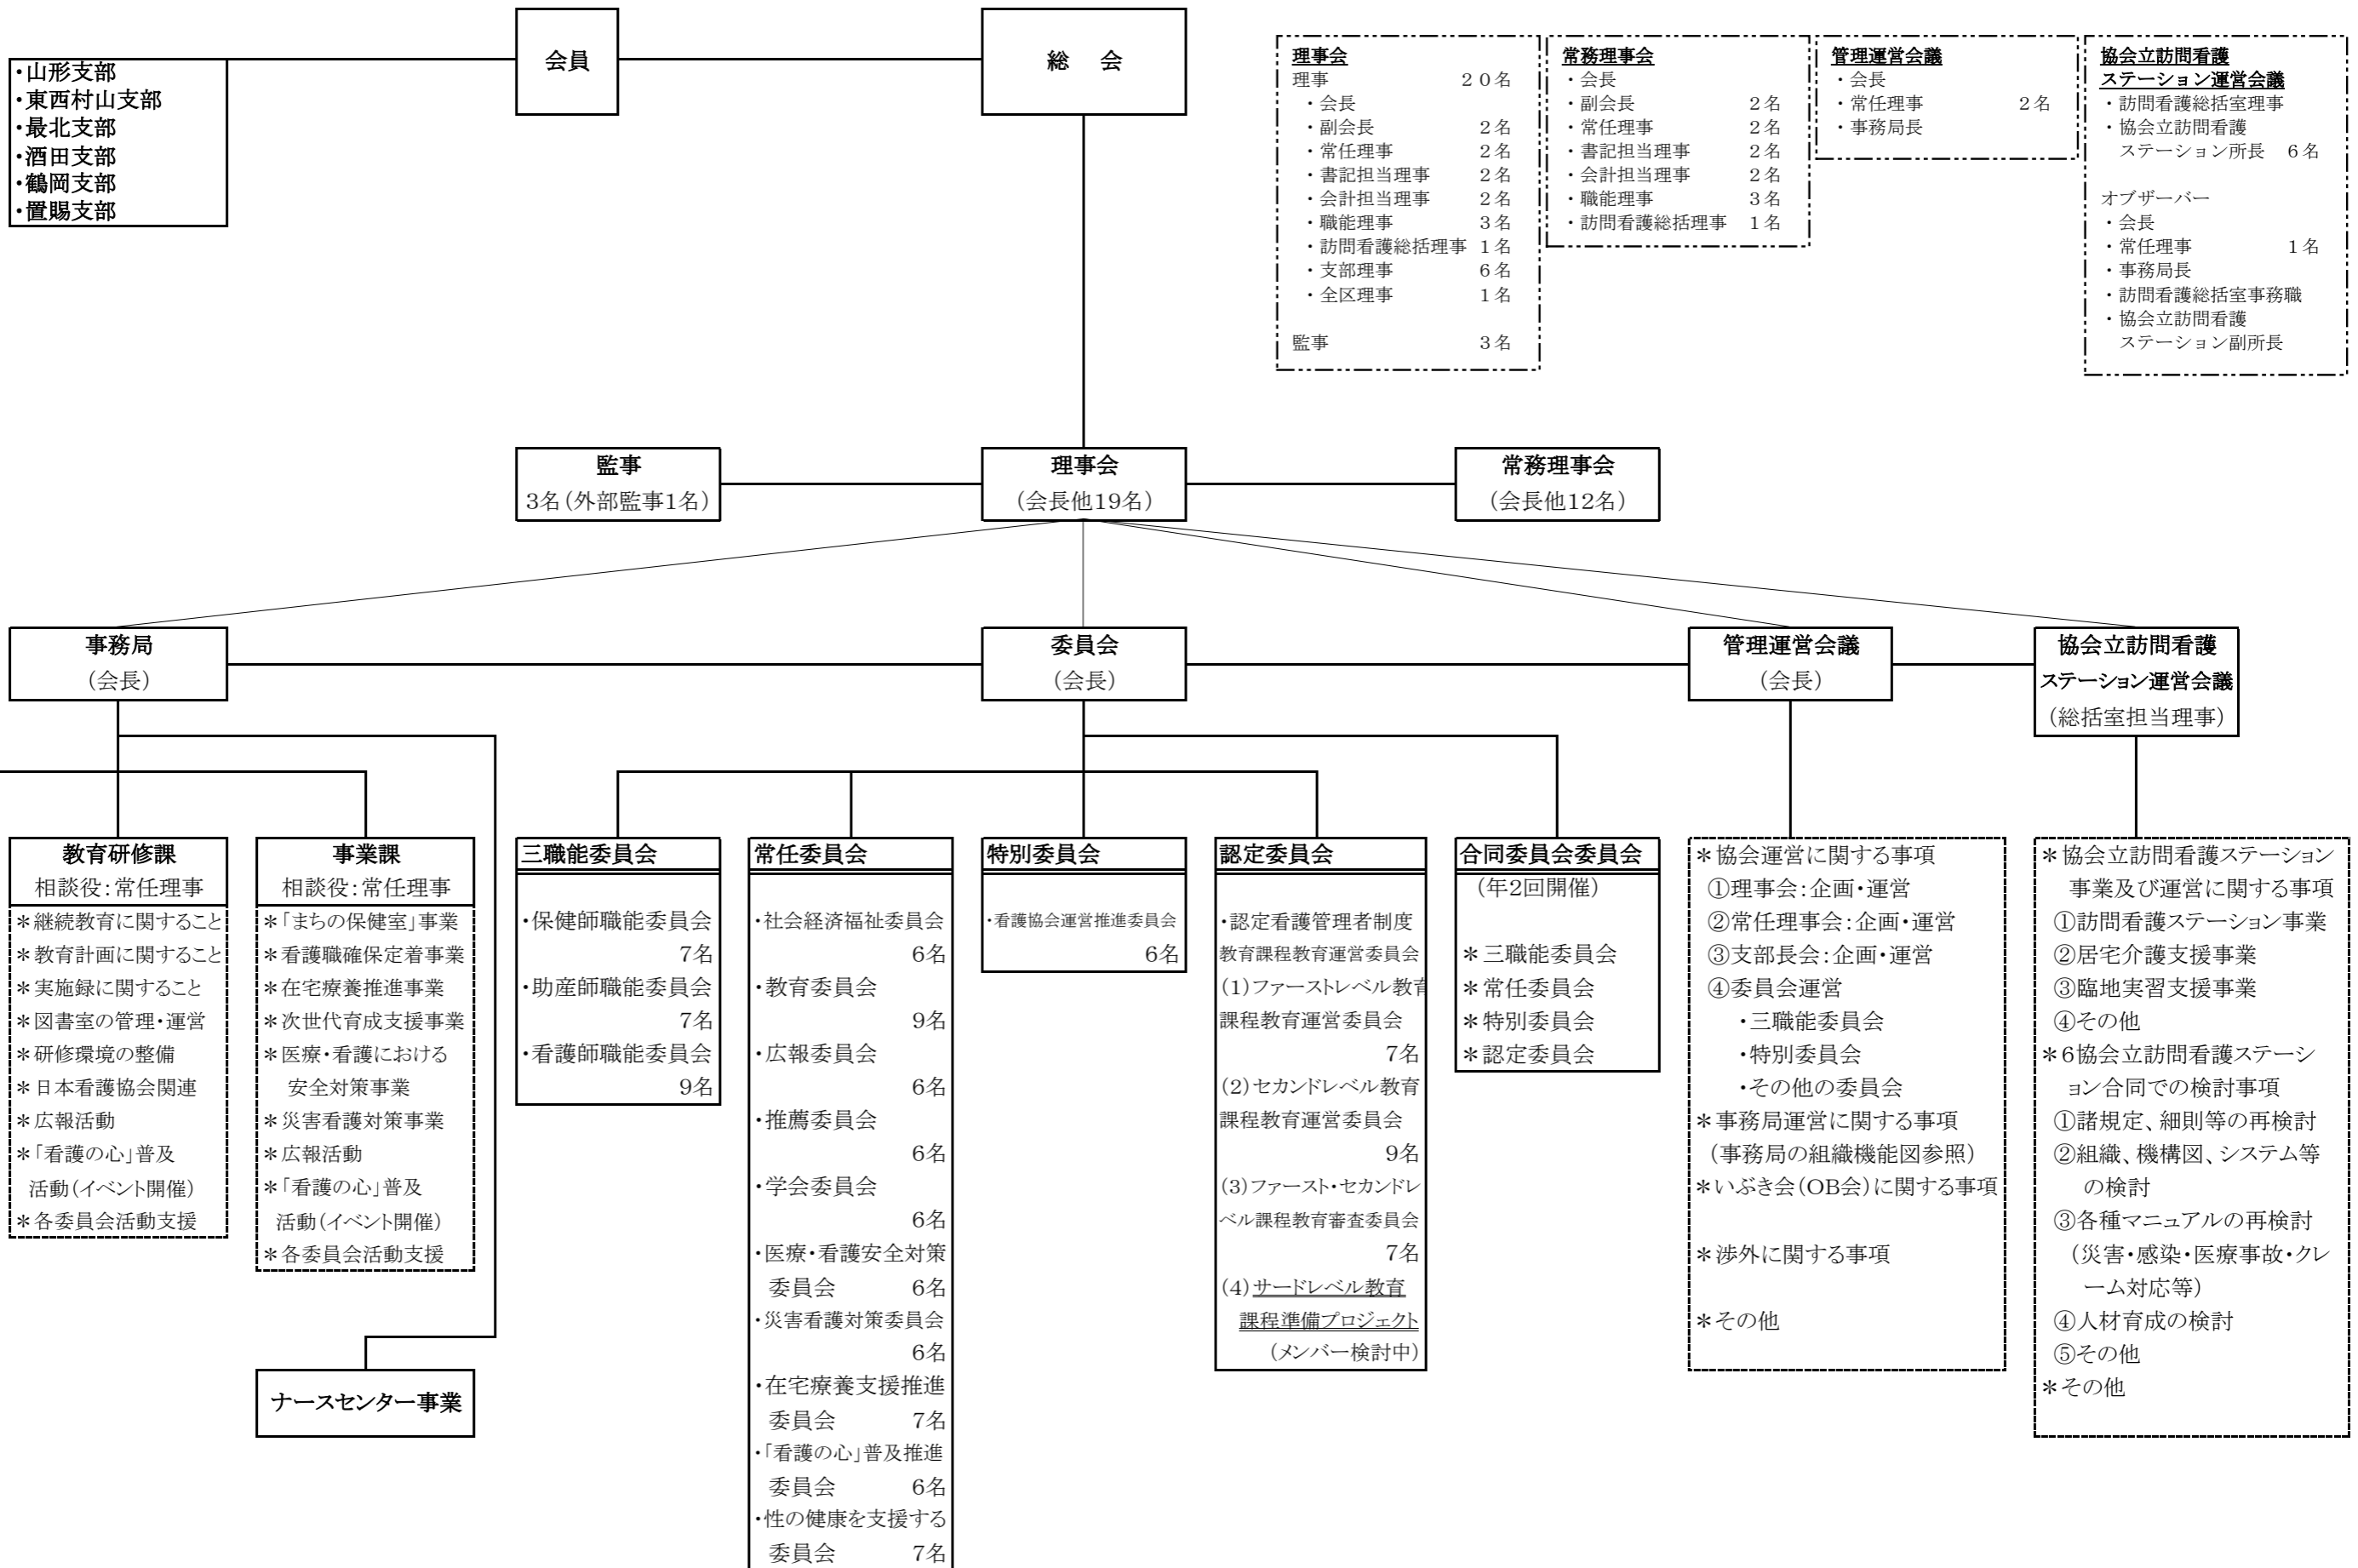 会員
総　会
・山形支部
・東西村山支部
・最北支部
・酒田支部
・鶴岡支部
・置賜支部
理事会
理事　２０名
・会長
・副会長　２名
・常任理事　２名
・書記担当理事　２名
・会計担当理事　２名
・職能理事　３名
・訪問看護総括理事　１名
・支部理事　６名
・全区理事　１名
監事　３名
常務理事会
・会長
・副会長　２名
・常任理事　２名
・書記担当理事　２名
・会計担当理事　２名
・職能理事　３名
・訪問看護総括理事　１名
管理運営会議
・会長
・常任理事　２名
・事務局長
協会立訪問看護
ステーション運営会議
・訪問看護総括室理事
・協会立訪問看護
ステーション所長　６名
オブザーバー
・会長
・常任理事　１名
・事務局長
・訪問看護総括室事務職
・協会立訪問看護
ステーション副所長
監事
3名（外部監事1名）
理事会
（会長他19名）
常務理事会
（会長他12名）
事務局
（会長）
委員会
（会長）
管理運営会議
（会長）
協会立訪問看護
ステーション運営会議
（総括室担当理事）
教育研修課
相談役：常任理事
＊継続教育に関すること
＊教育計画に関すること
＊実施録に関すること
＊図書室の管理・運営
＊研修環境の整備
＊日本看護協会関連
＊広報活動
＊「看護の心」普及
活動（イベント開催）
＊各委員会活動支援
事業課
相談役：常任理事
＊「まちの保健室」事業
＊看護職確保定着事業
＊在宅療養推進事業
＊次世代育成支援事業
＊医療・看護における
安全対策事業
＊災害看護対策事業
＊広報活動
＊「看護の心」普及
活動（イベント開催）
＊各委員会活動支援
ナースセンター事業
三職能委員会
・保健師職能委員会
7名
・助産師職能委員会
7名
・看護師職能委員会
9名
常任委員会
・社会経済福祉委員会
6名
・教育委員会
9名
・広報委員会
6名
・推薦委員会
6名
・学会委員会
6名
・医療・看護安全対策
委員会　6名
・災害看護対策委員会
6名
・在宅療養支援推進
委員会　7名
・「看護の心」普及推進
委員会　6名
・性の健康を支援する
委員会　7名
特別委員会
・看護協会運営推進委員会
6名
認定委員会
・認定看護管理者制度
教育課程教育運営委員会
（1）ファーストレベル教育
課程教育運営委員会
7名
（2）セカンドレベル教育
課程教育運営委員会
9名
（3）ファースト・セカンドレ
ベル課程教育審査委員会
7名
（4）サードレベル教育
課程準備プロジェクト
（メンバー検討中）
合同委員会委員会
（年2回開催）
＊三職能委員会
＊常任委員会
＊特別委員会
＊認定委員会
＊協会運営に関する事項
①理事会：企画・運営
②常任理事会：企画・運営
③支部長会：企画・運営
④委員会運営
・三職能委員会
・特別委員会
・その他の委員会
＊事務局運営に関する事項
（事務局の組織機能図参照）
＊いぶき会（OB会）に関する事項
＊渉外に関する事項
＊その他
＊協会立訪問看護ステーション
事業及び運営に関する事項
①訪問看護ステーション事業
②居宅介護支援事業
③臨地実習支援事業
④その他
＊6協会立訪問看護ステーシ
ョン合同での検討事項
①諸規定、細則等の再検討
②組織、機構図、システム等
の検討
③各種マニュアルの再検討
（災害・感染・医療事故・クレ
ーム対応等）
④人材育成の検討
⑤その他
＊その他